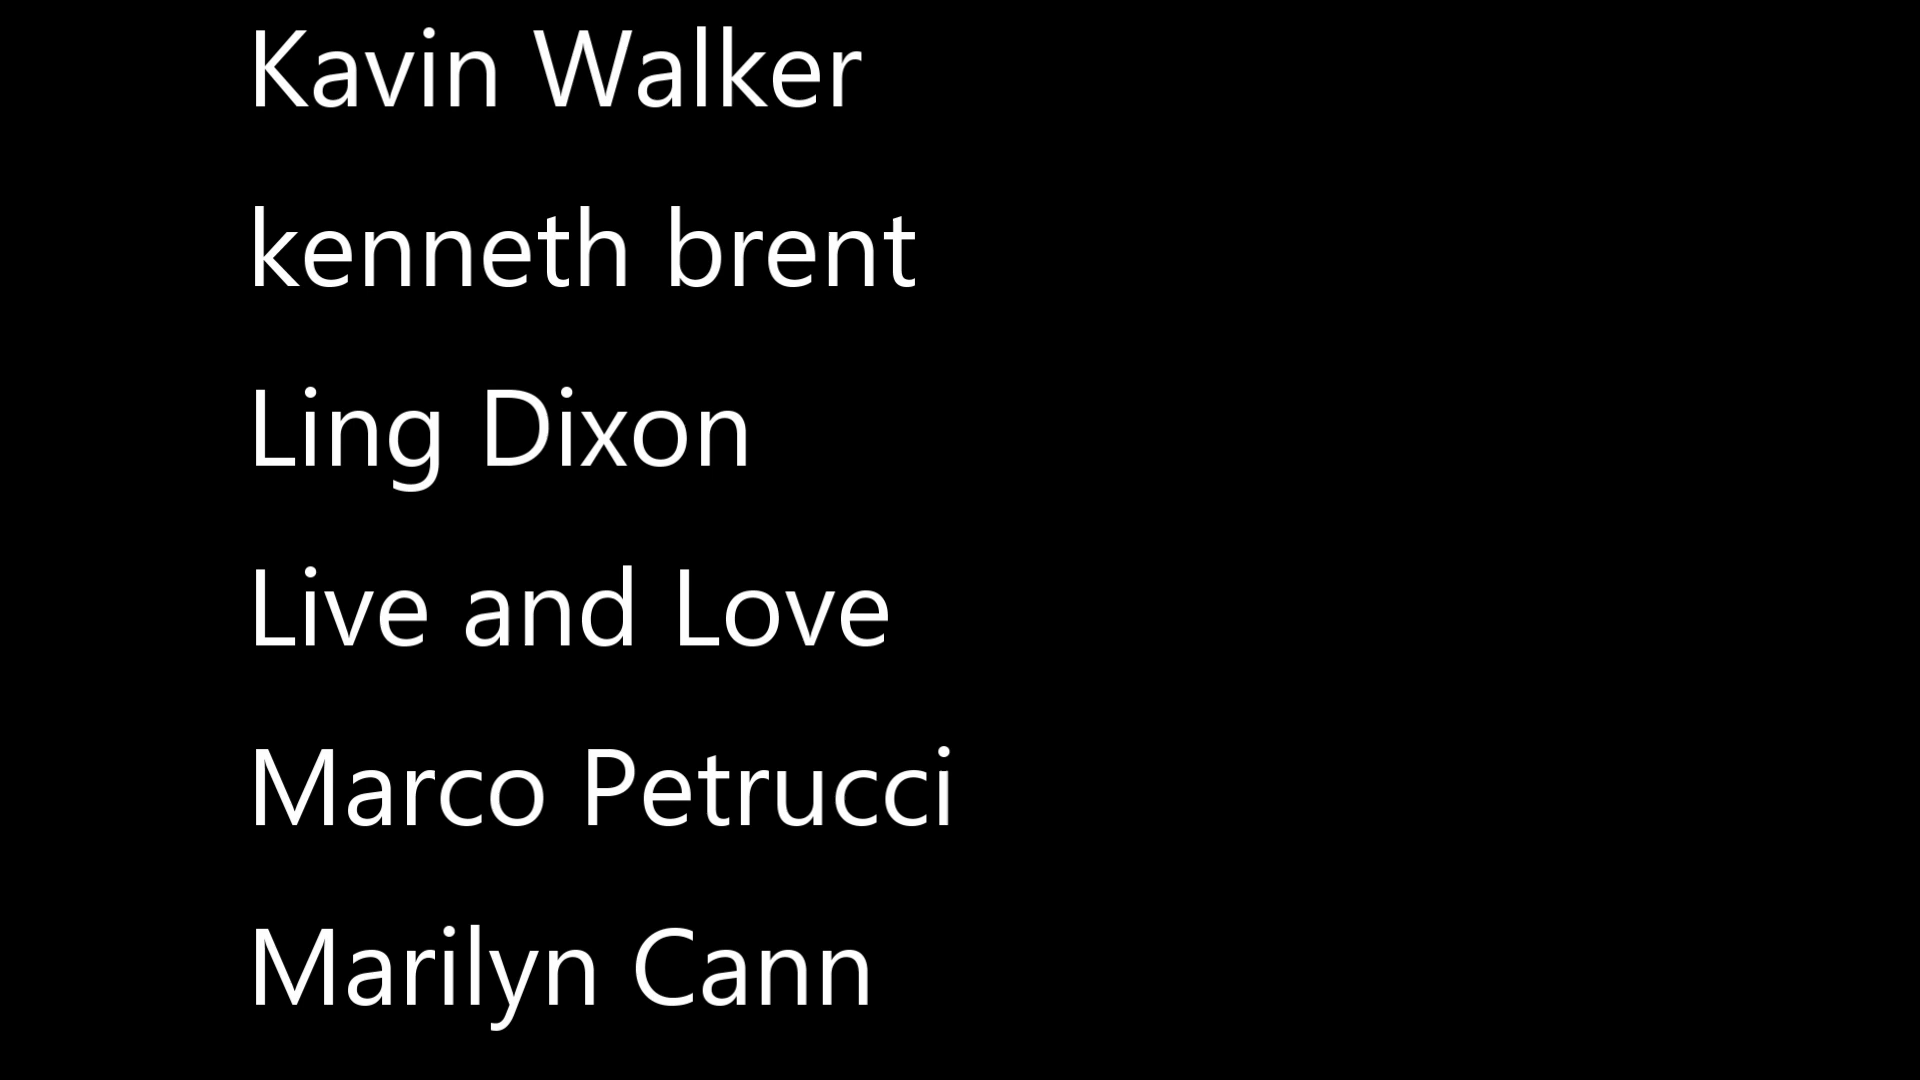 Kavin Walker
kenneth brent
Ling Dixon
Live and Love
Marco Petrucci
Marilyn Cann